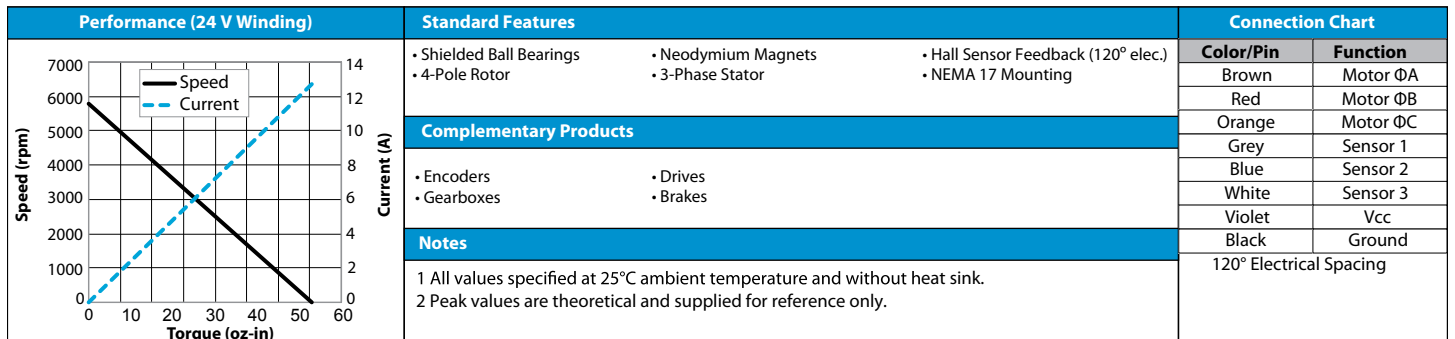 Performance (24 V Winding)
Speed (rpm)
7000
6000
5000
4000
3000
2000
1000
0
Speed
Current
14
12
10
8
6
4
2
0
Current (A)
0 10 20 30 40 50 60
Torque (oz-in)
Standard Features
• Shielded Ball Bearings
• 4-Pole Rotor
• Neodymium Magnets
• 3-Phase Stator
• Hall Sensor Feedback (120° elec.)
• NEMA 17 Mounting
Complementary Products
• Encoders
• Gearboxes
• Drives
• Brakes
Notes
1 All values specified at 25°C ambient temperature and without heat sink.
2 Peak values are theoretical and supplied for reference only.
Connection Chart
Color/Pin Function
Brown Motor ΦA
Red Motor ΦB
Orange Motor ΦC
Grey Sensor 1
Blue Sensor 2
White Sensor 3
Violet Vcc
Black Ground
120° Electrical Spacing